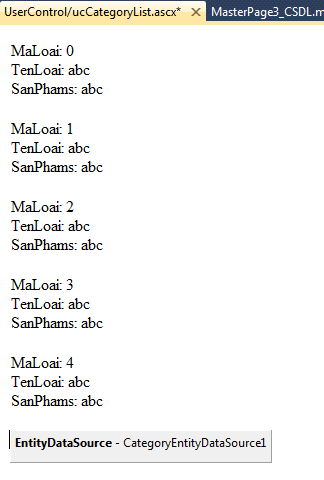 UserControl/ucCategoryList.ascx* MasterPage3_CSDL.m
MaLoai: 0
TenLoai: abc
SanPhams: abc
MaLoai: 1
TenLoai: abc
SanPhams: abc
MaLoai: 2
TenLoai: abc
SanPhams: abc
MaLoai: 3
TenLoai: abc
SanPhams: abc
MaLoai: 4
TenLoai: abc
SanPhams: abc
EntityDataSource - CategoryEntityDataSource1